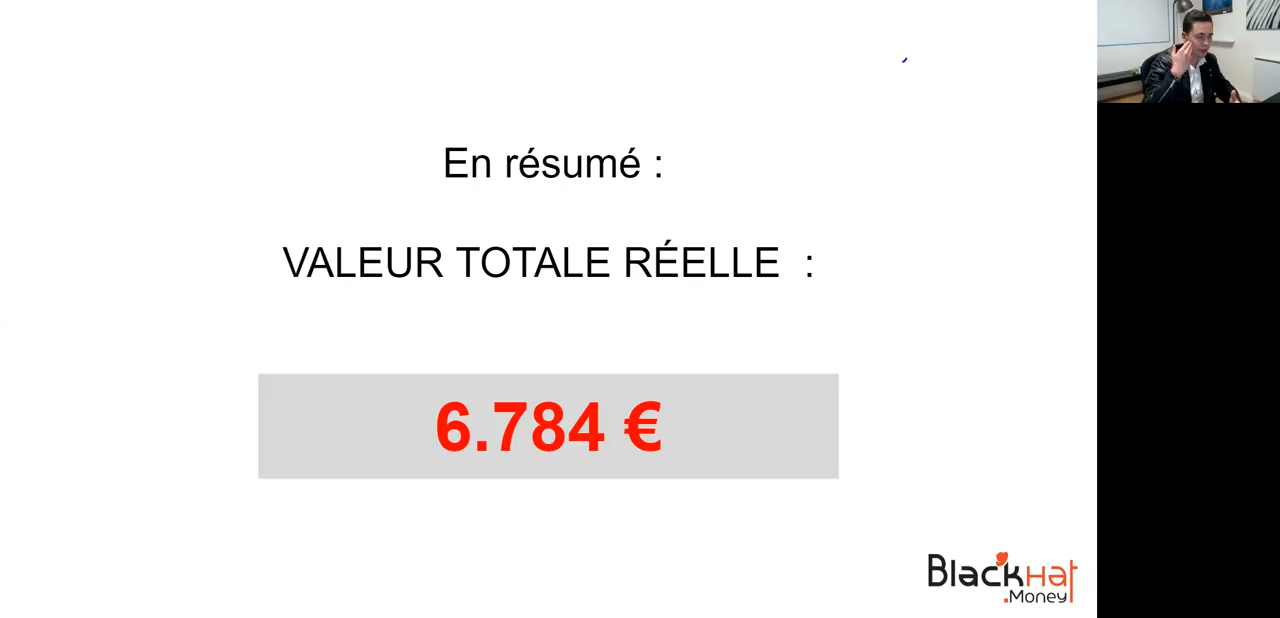 En résumé :
VALEUR TOTALE RÉELLE :
6.784 €
BlackHat
.Money